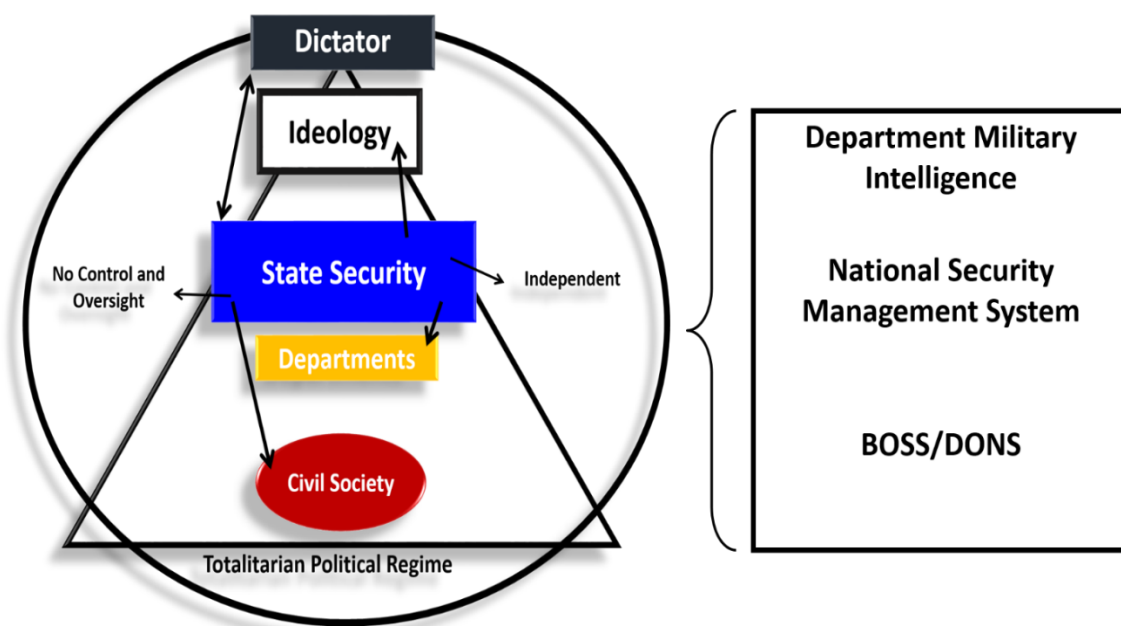 Dictator
Ideology
State Security
No Control and
Oversight
Independent
Departments
Civil Society
Totalitarian Political Regime
Department Military
Intelligence
National Security
Management System
BOSS/DONS